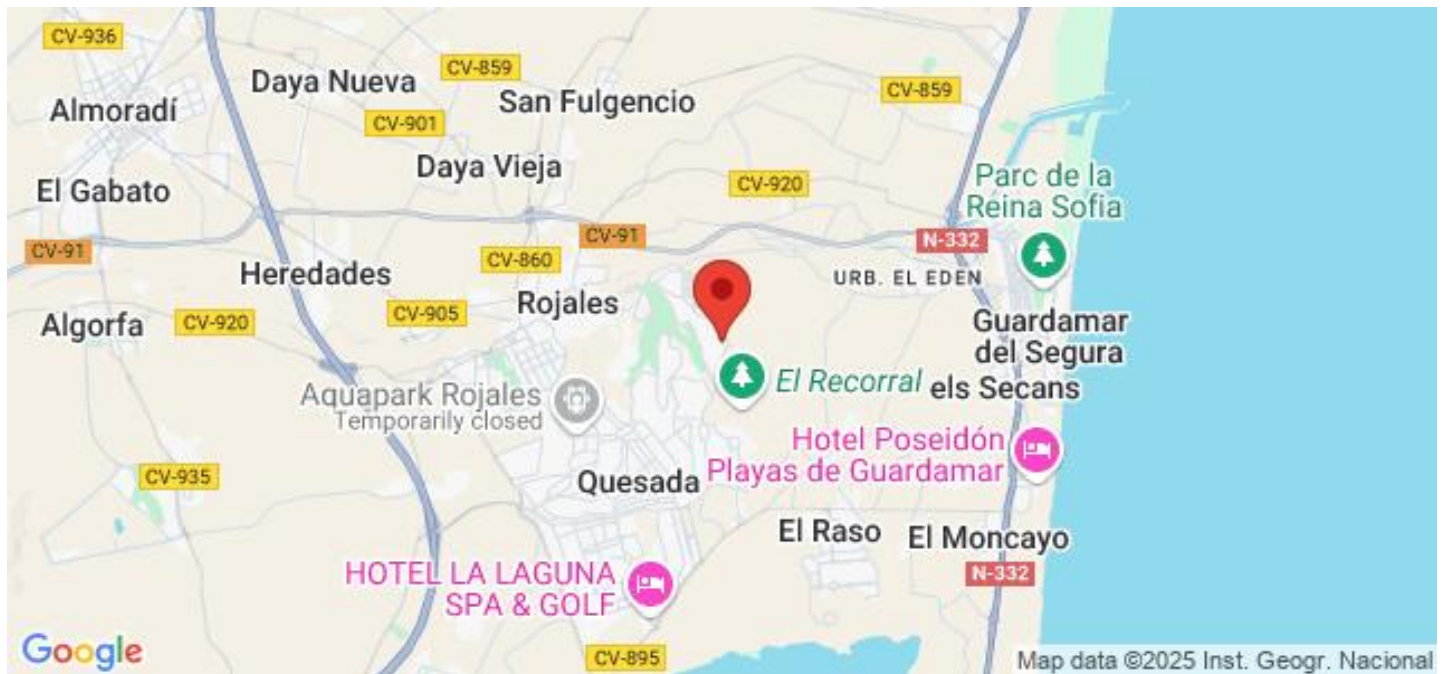 CV-936
Daya Nueva
CV-859
San Fulgencio
CV-859
Almoradí
CV-901
Daya Vieja
CV-920
Parc de la
Reina Sofia
El Gabato
CV-91
CV-91
N-332
Heredades
CV-860
URB. EL EDEN
Rojales
Algorfa
CV-920
CV-905
Guardamar
del Segura
Aquapark Rojales
Temporarily closed
El Recorral
els Secans
Hotel Poseidón
Playas de Guardamar
CV-935
Quesada
El Raso
El Moncayo
HOTEL LA LAGUNA
SPA & GOLF
N-332
Google
CV-895
Map data ©2025 Inst. Geogr. Nacional